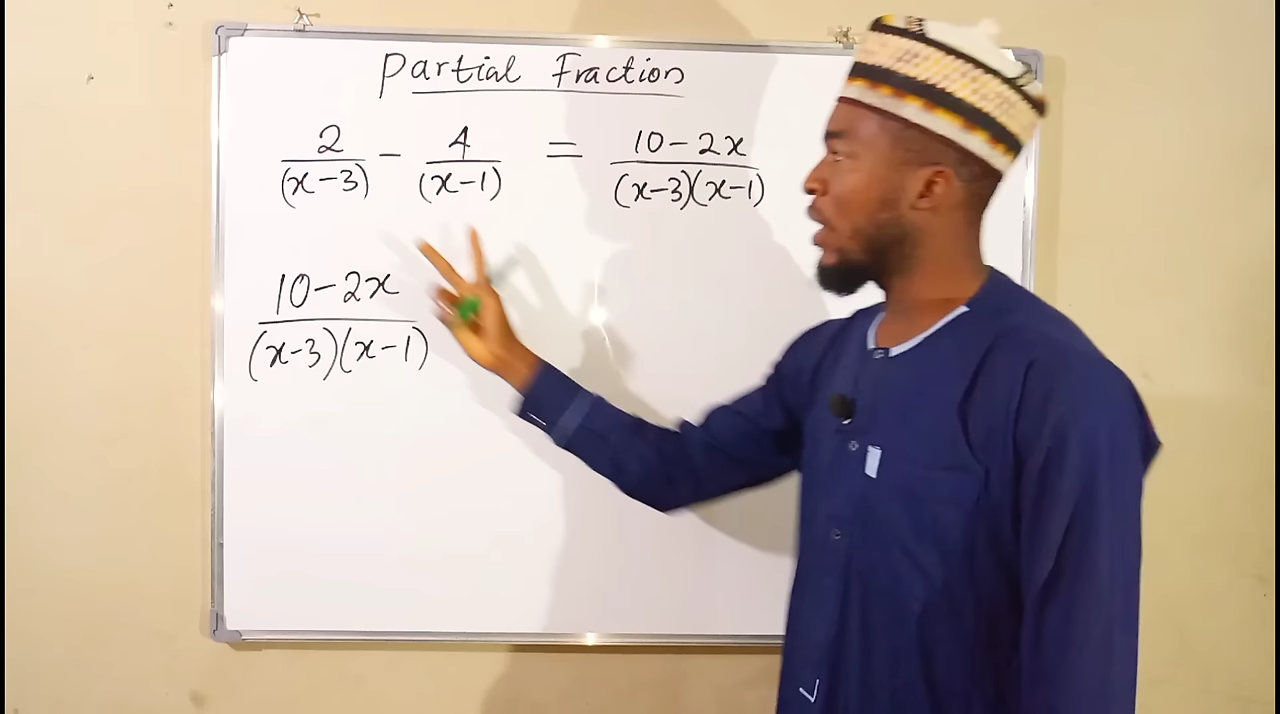 Partial Fraction
2/(x-3) - 4/(x-1) = 10-2x/(x-3)(x-1)
10-2x
(x-3)(x-1)